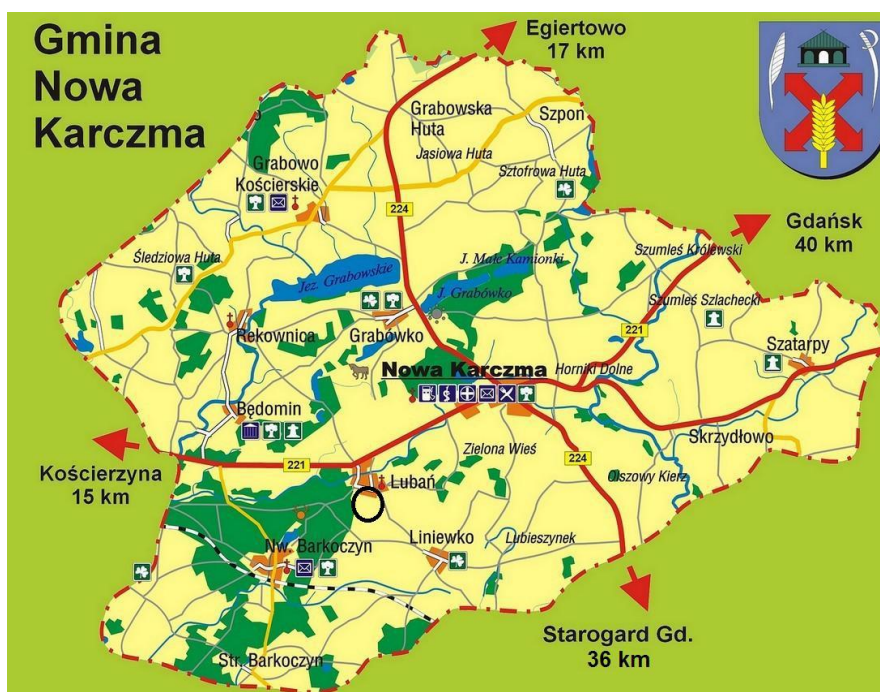 Gmina
Nowa
Karczma
Egiertowo
17 km
Grabowska
Huta
Szpon
Jasiowa Huta
Sztofrowa Huta
Grabowo
Kościerskie
224
Gdańsk
40 km
Śledziowa Huta
J. Małe Kamionki
Szumleś Królewski
Jez. Grabowskie
J. Grabówko
Szumleś Szlachecki
Rekownica
Grabówko
221
Szatarpy
Nowa Karczma
Horniki Dolne
Będomin
Skrzydłowo
Kościerzyna
15 km
221
Zielona Wieś
224
Lubań
Olszowy Kierz
Liniewko
Lubieszynek
Nw. Barkoczyn
Starogard Gd.
36 km
Str. Barkoczyn